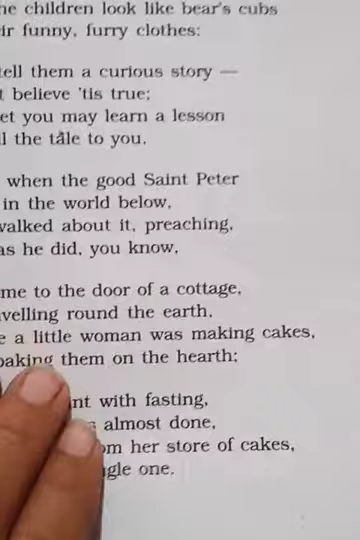 he children look like bear's cubs
ir funny, furry clothes:
tell them a curious story —
t believe 'tis true;
et you may learn a lesson
ll the tale to you.
when the good Saint Peter
in the world below,
walked about it, preaching,
as he did, you know,
me to the door of a cottage,
velling round the earth,
e a little woman was making cakes,
baking them on the hearth;
nt with fasting,
s almost done,
om her store of cakes,
gle one.